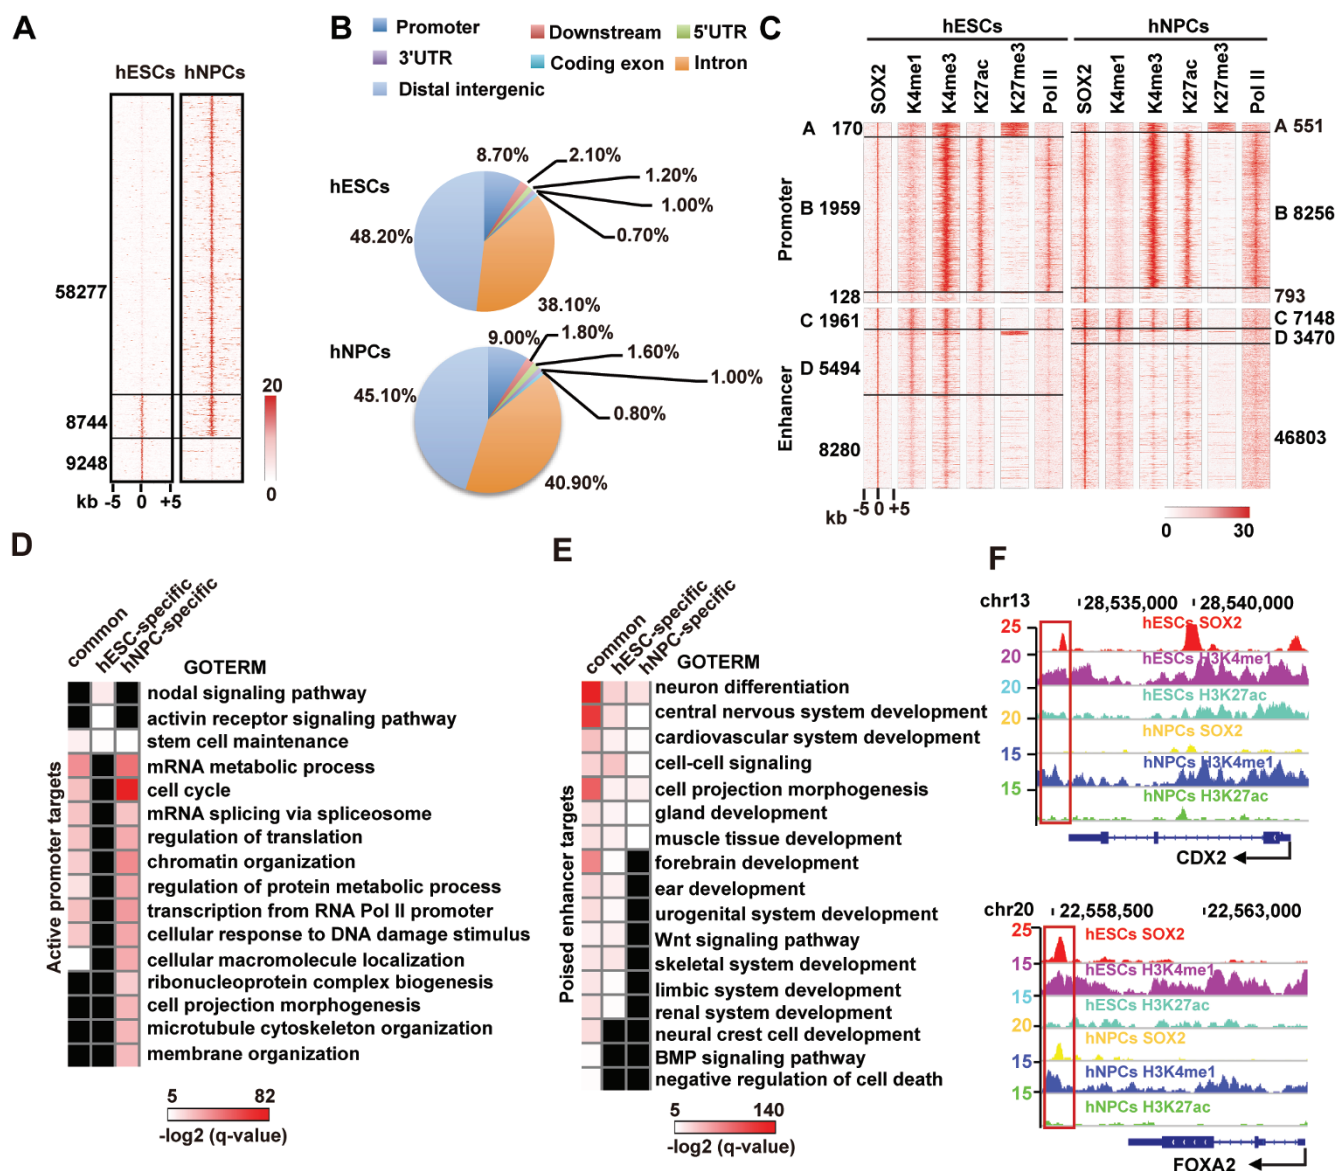 A
hESCs hNPCs
58277
8744
9248
kb -5 0 +5
20
0
B
Promoter
Downstream
5'UTR
3'UTR
Coding exon
Intron
Distal intergenic
hESCs
8.70%
2.10%
1.20%
1.00%
0.70%
48.20%
38.10%
hNPCs
9.00%
1.80%
1.60%
1.00%
0.80%
45.10%
40.90%
C
hESCs
hNPCs
SOX2 K4me1 K4me3 K27ac K27me3 Pol II SOX2 K4me1 K4me3 K27ac K27me3 Pol II
Promoter
Enhancer
A 170
B 1959
128
C 1961
D 5494
8280
A 551
B 8256
793
C 7148
D 3470
46803
kb -5 0 +5
0 30
D
common
hESC-specific
hNPC-specific
GOTERM
Active promoter targets
nodal signaling pathway
activin receptor signaling pathway
stem cell maintenance
mRNA metabolic process
cell cycle
mRNA splicing via spliceosome
regulation of translation
chromatin organization
regulation of protein metabolic process
transcription from RNA Pol II promoter
cellular response to DNA damage stimulus
cellular macromolecule localization
ribonucleoprotein complex biogenesis
cell projection morphogenesis
microtubule cytoskeleton organization
membrane organization
5 82
-log2 (q-value)
E
common
hESC-specific
hNPC-specific
GOTERM
Poised enhancer targets
neuron differentiation
central nervous system development
cardiovascular system development
cell-cell signaling
cell projection morphogenesis
gland development
muscle tissue development
forebrain development
ear development
urogenital system development
Wnt signaling pathway
skeletal system development
limbic system development
renal system development
neural crest cell development
BMP signaling pathway
negative regulation of cell death
5 140
-log2 (q-value)
F
chr13
28,535,000 28,540,000
25
hESCs SOX2
20
hESCs H3K4me1
20
hESCs H3K27ac
20
hNPCs SOX2
15
hNPCs H3K4me1
15
hNPCs H3K27ac
CDX2
chr20
22,558,500 22,563,000
25
hESCs SOX2
15
hESCs H3K4me1
15
hESCs H3K27ac
20
hNPCs SOX2
15
hNPCs H3K4me1
15
hNPCs H3K27ac
FOXA2